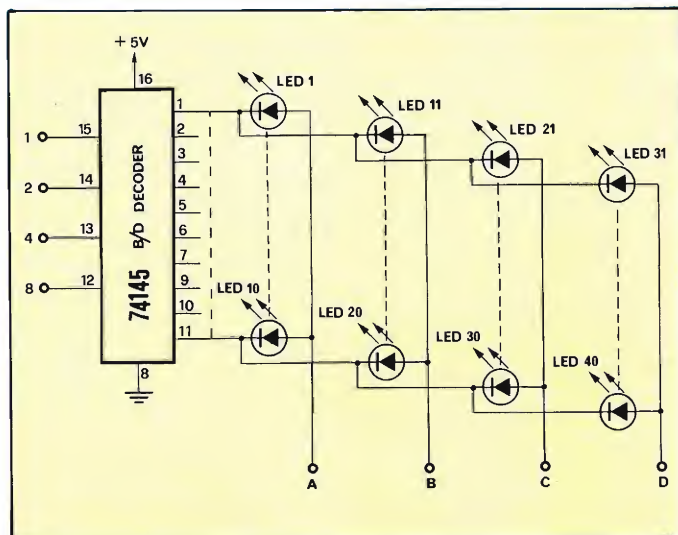 + 5V
16
1
LED 1
LED 11
LED 21
LED 31
1
15
2
3
2
14
4
5
4
13
6
7
8
12
9
10
11
B/D DECODER
74145
LED 10
LED 20
LED 30
LED 40
8
A
B
C
D